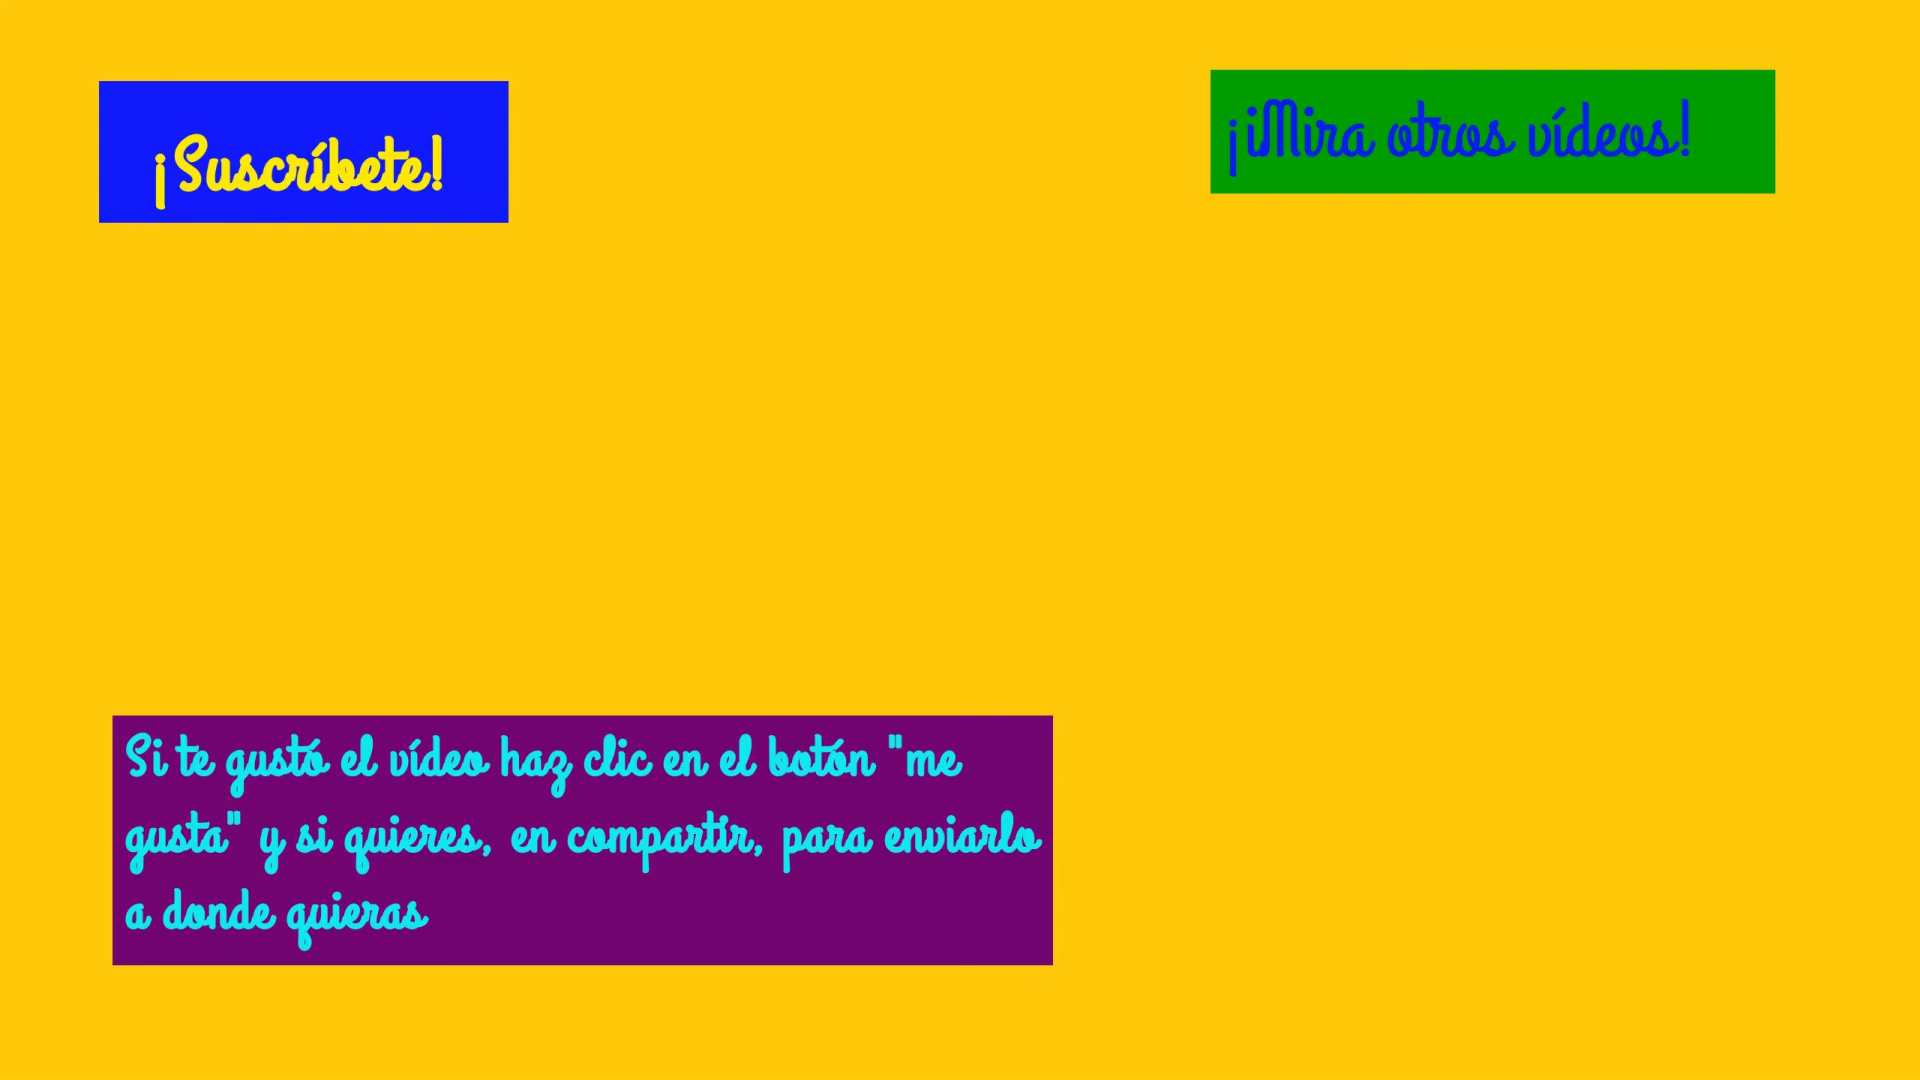 ¡Suscríbete!
¡iMira otros vídeos!
Si te gustó el vídeo haz clic en el botón "me
gusta" y si quieres, en compartir, para enviarlo
a donde quieras